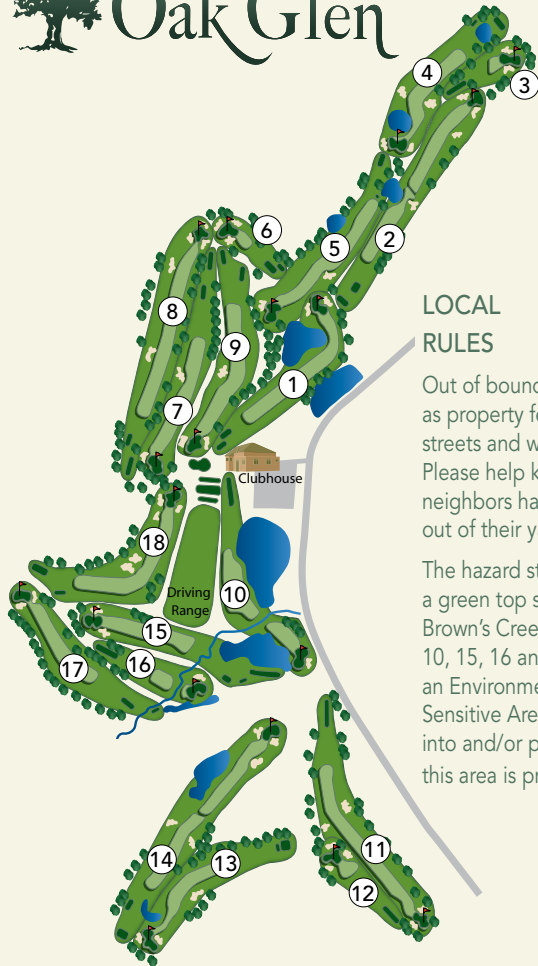 Oak Glen
4
3
6
5
2
8
9
1
7
Clubhouse
18
Driving
Range
10
15
16
17
14
13
11
12
LOCAL
RULES
Out of bound
as property fe
streets and w
Please help k
neighbors ha
out of their ya
The hazard st
a green top s
Brown's Cree
10, 15, 16 an
an Environme
Sensitive Are
into and/or p
this area is pr